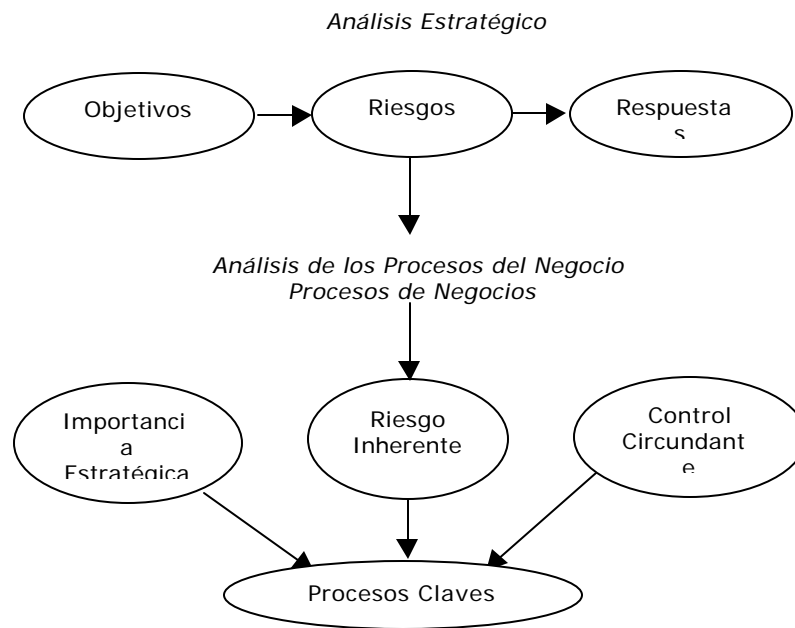 Análisis Estratégico
Objetivos
Riesgos
Respuesta
s
Análisis de los Procesos del Negocio
Procesos de Negocios
Importanci
a
Estratégica
Riesgo
Inherente
Control
Circundant
e
Procesos Claves